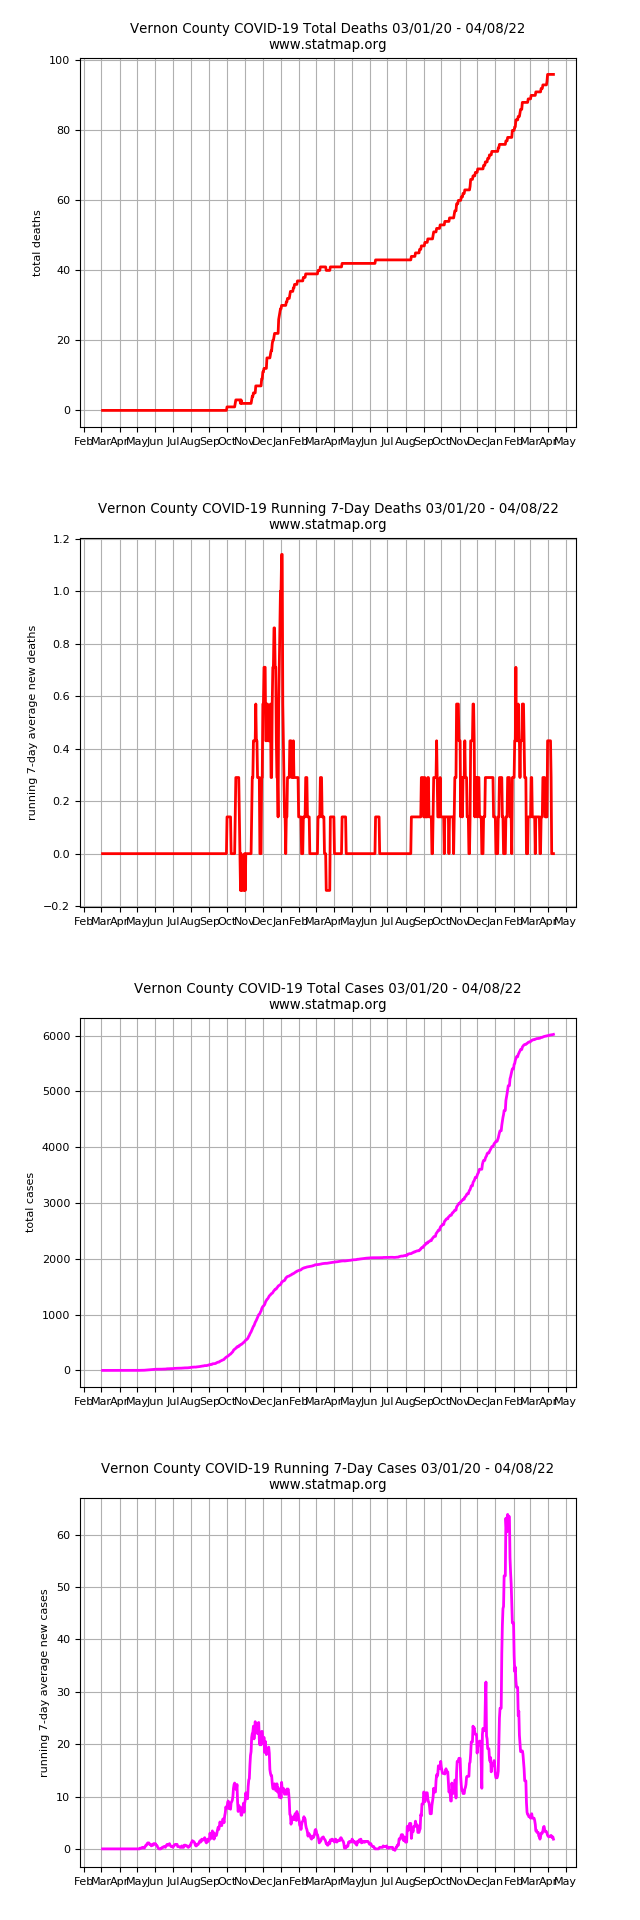 Vernon County COVID-19 Total Deaths 03/01/20 - 04/08/22
www.statmap.org
100
80
60
40
20
0
total deaths
Feb Mar Apr May Jun Jul Aug Sep Oct Nov Dec Jan Feb Mar Apr May Jun Jul Aug Sep Oct Nov Dec Jan Feb Mar Apr May
Vernon County COVID-19 Running 7-Day Deaths 03/01/20 - 04/08/22
www.statmap.org
1.2
1.0
0.8
0.6
0.4
0.2
0.0
−0.2
running 7-day average new deaths
Feb Mar Apr May Jun Jul Aug Sep Oct Nov Dec Jan Feb Mar Apr May Jun Jul Aug Sep Oct Nov Dec Jan Feb Mar Apr May
Vernon County COVID-19 Total Cases 03/01/20 - 04/08/22
www.statmap.org
6000
5000
4000
3000
2000
1000
0
total cases
Feb Mar Apr May Jun Jul Aug Sep Oct Nov Dec Jan Feb Mar Apr May Jun Jul Aug Sep Oct Nov Dec Jan Feb Mar Apr May
Vernon County COVID-19 Running 7-Day Cases 03/01/20 - 04/08/22
www.statmap.org
60
50
40
30
20
10
0
running 7-day average new cases
Feb Mar Apr May Jun Jul Aug Sep Oct Nov Dec Jan Feb Mar Apr May Jun Jul Aug Sep Oct Nov Dec Jan Feb Mar Apr May